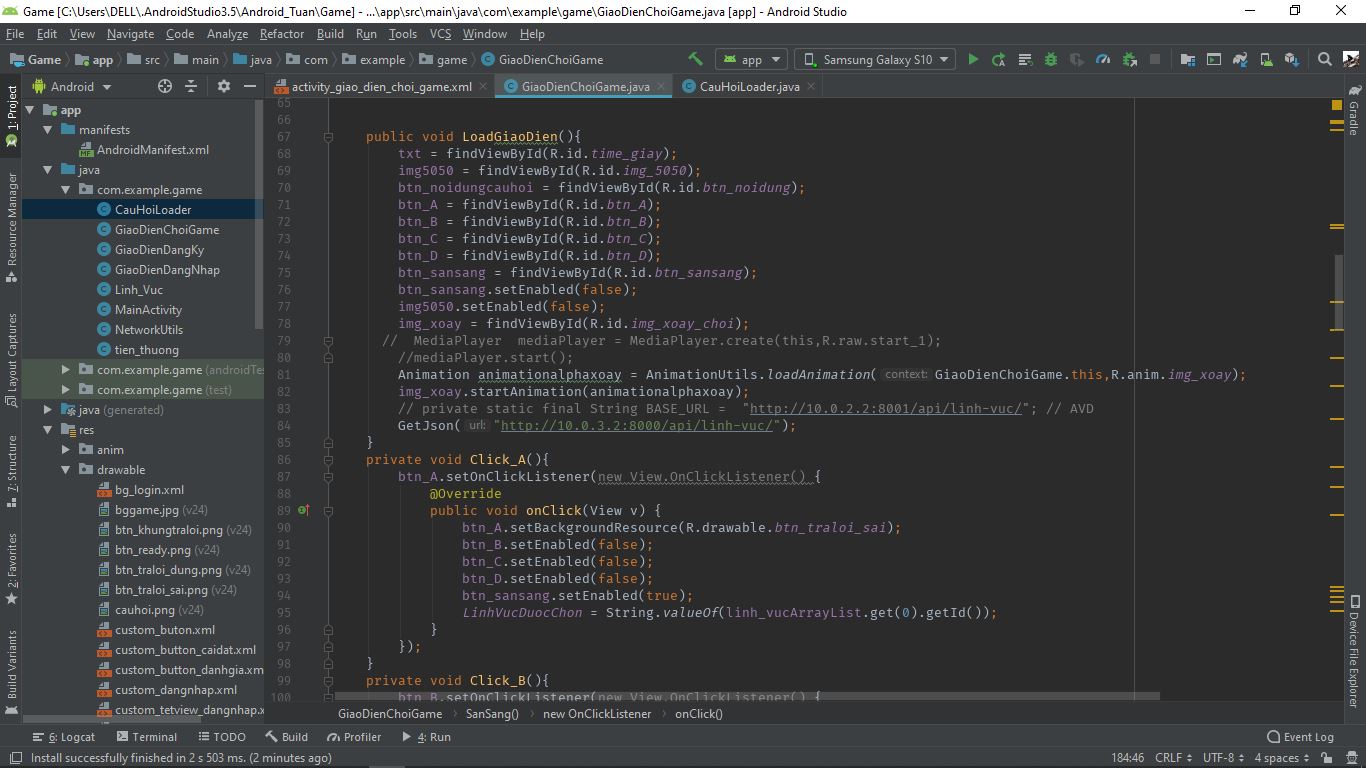 Game [C:\Users\DELL\.AndroidStudio3.5\Android_Tuan\Game] - ...\app\src\main\java\com\example\game\GiaoDienChoiGame.java [app] - Android Studio
File Edit View Navigate Code Analyze Refactor Build Run Tools VCS Window Help
Game app src main java com example game GiaoDienChoiGame app Samsung Galaxy S10
Android activity_giao_dien_choi_game.xml GiaoDienChoiGame.java CauHoiLoader.java
1: Project
Resource Manager
Layout Captures
7: Structure
2: Favorites
Build Variants
app
manifests
AndroidManifest.xml
java
com.example.game
CauHoiLoader
GiaoDienChoiGame
GiaoDienDangKy
GiaoDienDangNhap
Linh_Vuc
MainActivity
NetworkUtils
tien_thuong
com.example.game (androidTe
com.example.game (test)
java (generated)
res
anim
drawable
bg_login.xml
bggame.jpg (v24)
btn_khungtraloi.png (v24)
btn_ready.png (v24)
btn_traloi_dung.png (v24)
btn_traloi_sai.png (v24)
cauhoi.png (v24)
custom_buton.xml
custom_button_caidat.xml
custom_button_danhgia.xm
custom_dangnhap.xml
custom_tetview_dangnhap.x
65
66
67 public void LoadGiaoDien(){
68 txt = findViewById(R.id.time_giay);
69 img5050 = findViewById(R.id.img_5050);
70 btn_noidungcauhoi = findViewById(R.id.btn_noidung);
71 btn_A = findViewById(R.id.btn_A);
72 btn_B = findViewById(R.id.btn_B);
73 btn_C = findViewById(R.id.btn_C);
74 btn_D = findViewById(R.id.btn_D);
75 btn_sansang = findViewById(R.id.btn_sansang);
76 btn_sansang.setEnabled(false);
77 img5050.setEnabled(false);
78 img_xoay = findViewById(R.id.img_xoay_choi);
79 // MediaPlayer mediaPlayer = MediaPlayer.create(this,R.raw.start_1);
80 //mediaPlayer.start();
81 Animation animationalphaxoay = AnimationUtils.loadAnimation( context: GiaoDienChoiGame.this,R.anim.img_xoay);
82 img_xoay.startAnimation(animationalphaxoay);
83 // private static final String BASE_URL = "http://10.0.2.2:8001/api/linh-vuc/"; // AVD
84 GetJson( url: "http://10.0.3.2:8000/api/linh-vuc/");
85 }
86 private void Click_A(){
87 btn_A.setOnClickListener(new View.OnClickListener() {
88 @Override
89 public void onClick(View v) {
90 btn_A.setBackgroundResource(R.drawable.btn_traloi_sai);
91 btn_B.setEnabled(false);
92 btn_C.setEnabled(false);
93 btn_D.setEnabled(false);
94 btn_sansang.setEnabled(true);
95 LinhVucDuocChon = String.valueOf(linh_vucArrayList.get(0).getId());
96 }
97 });
98 }
99 private void Click_B(){
100 btn_B.setOnClickListener(new View.OnClickListener() {
Gradle
Device File Explorer
GiaoDienChoiGame SanSang() new OnClickListener onClick()
6: Logcat Terminal TODO Build Profiler 4: Run Event Log
Install successfully finished in 2 s 503 ms. (2 minutes ago) 184:46 CRLF UTF-8 4 spaces